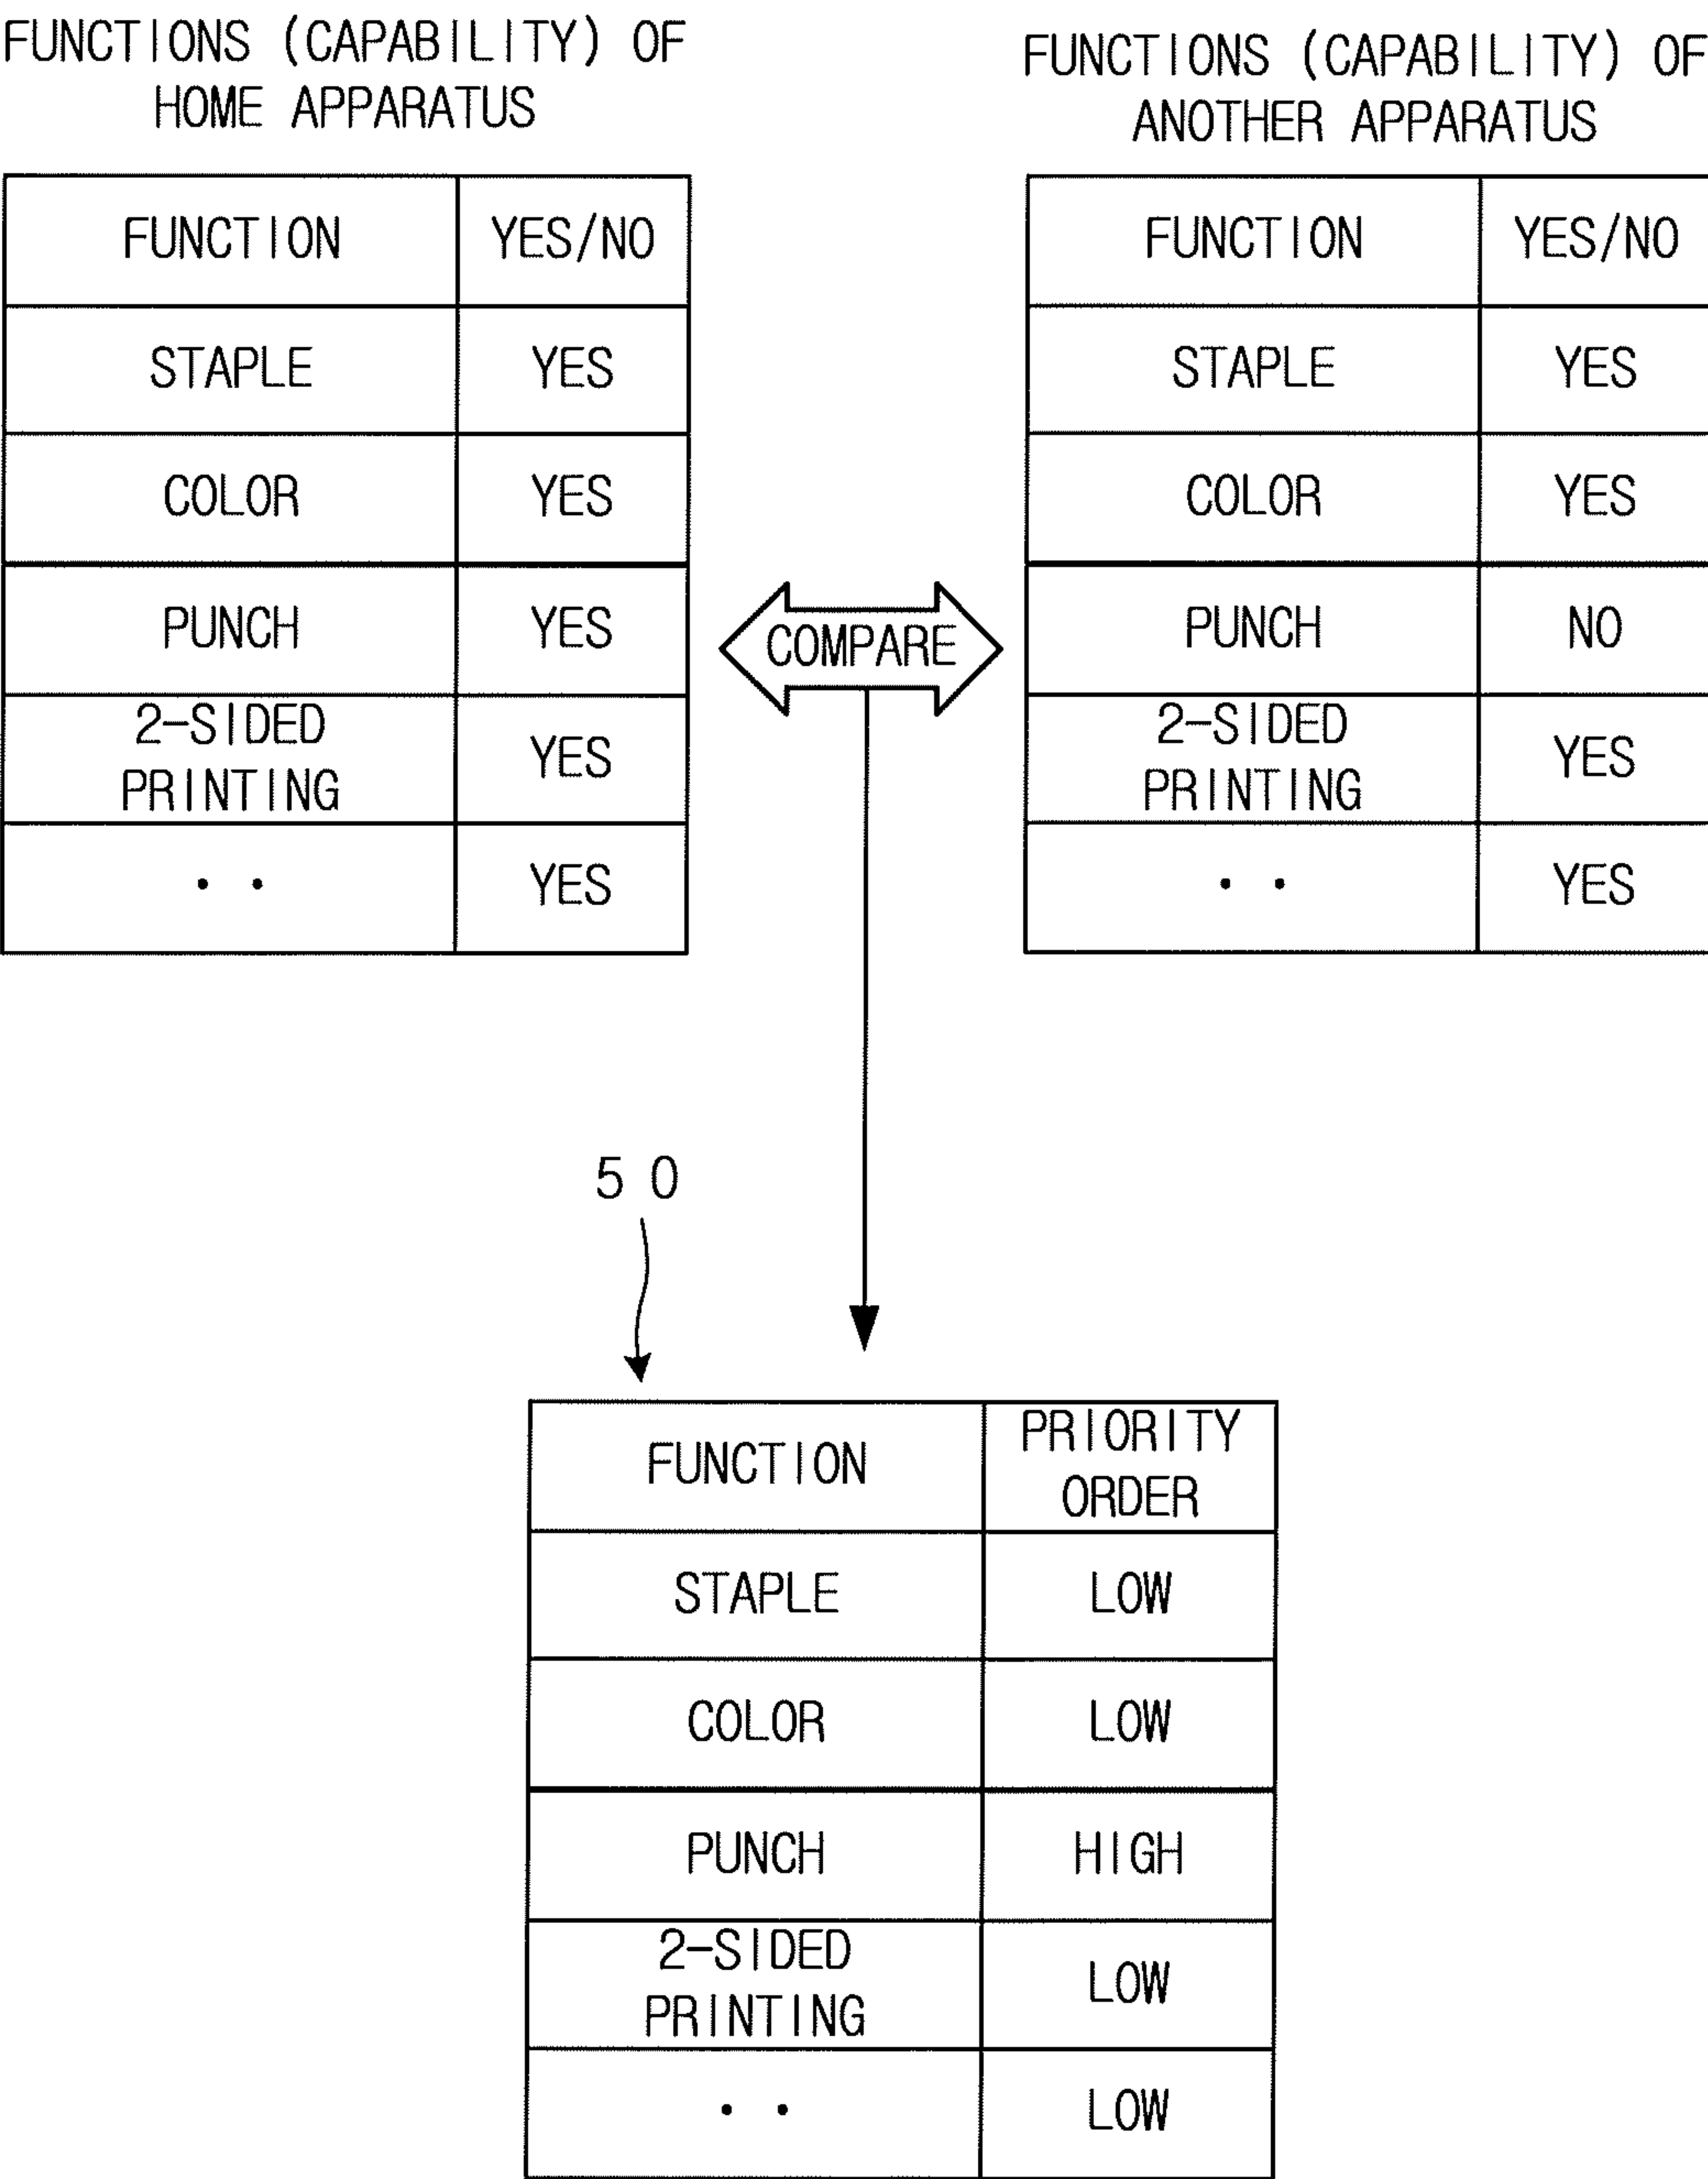 FUNCTIONS (CAPABILITY) OF
HOME APPARATUS
FUNCTION YES/NO
STAPLE YES
COLOR YES
PUNCH YES
2-SIDED
PRINTING YES
・・ YES
COMPARE
FUNCTIONS (CAPABILITY) OF
ANOTHER APPARATUS
FUNCTION YES/NO
STAPLE YES
COLOR YES
PUNCH NO
2-SIDED
PRINTING YES
・・ YES
50
FUNCTION PRIORITY
ORDER
STAPLE LOW
COLOR LOW
PUNCH HIGH
2-SIDED
PRINTING LOW
・・ LOW